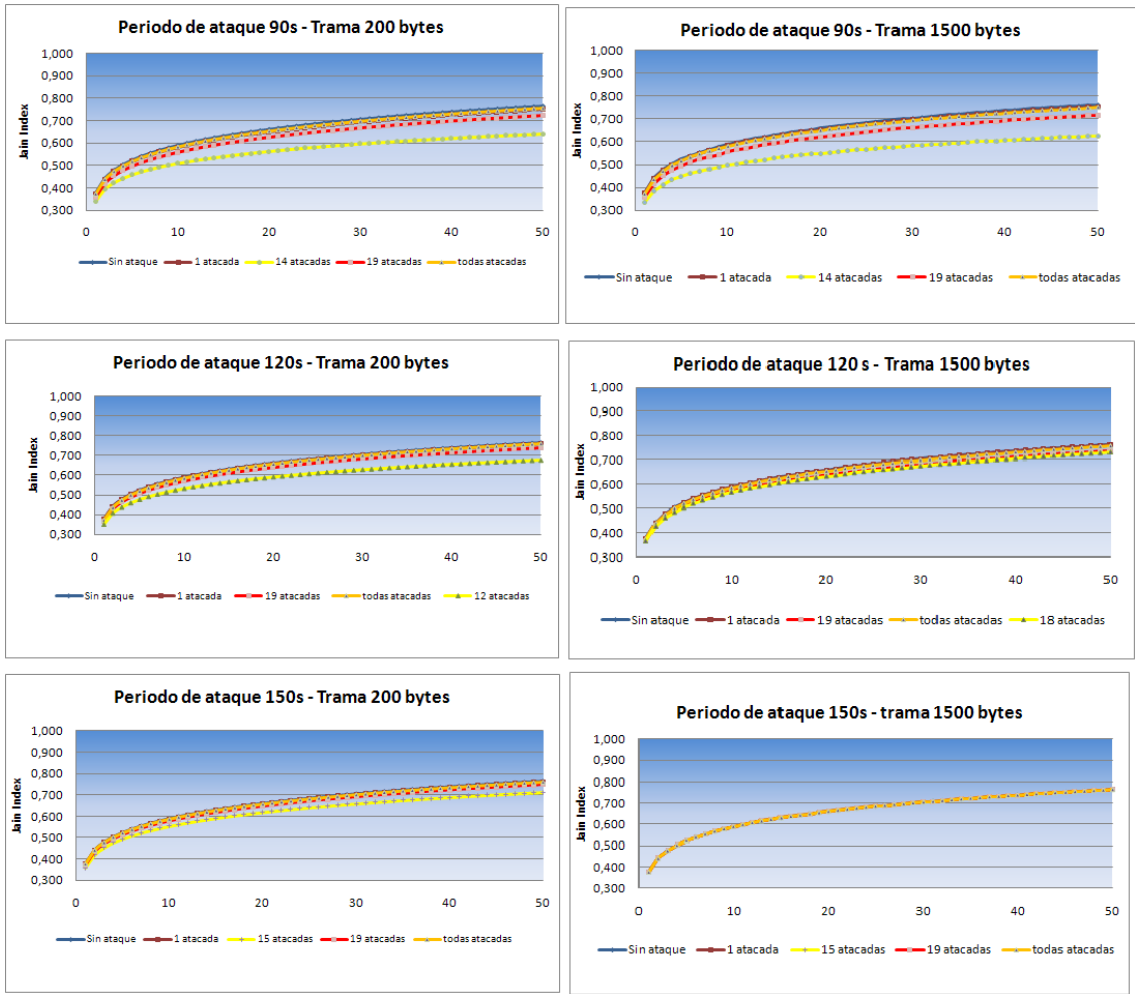 Periodo de ataque 90s - Trama 200 bytes
Jain Index
1,000
0,900
0,800
0,700
0,600
0,500
0,400
0,300
0 10 20 30 40 50
Sin ataque 1 atacada 14 atacadas 19 atacadas todas atacadas
Periodo de ataque 90s - Trama 1500 bytes
Jain Index
1,000
0,900
0,800
0,700
0,600
0,500
0,400
0,300
0 10 20 30 40 50
Sin ataque 1 atacada 14 atacadas 19 atacadas todas atacadas
Periodo de ataque 120s - Trama 200 bytes
Jain Index
1,000
0,900
0,800
0,700
0,600
0,500
0,400
0,300
0 10 20 30 40 50
Sin ataque 1 atacada 19 atacadas todas atacadas 12 atacadas
Periodo de ataque 120 s - Trama 1500 bytes
Jain Index
1,000
0,900
0,800
0,700
0,600
0,500
0,400
0,300
0 10 20 30 40 50
Sin ataque 1 atacada 19 atacadas todas atacadas 18 atacadas
Periodo de ataque 150s - Trama 200 bytes
Jain Index
1,000
0,900
0,800
0,700
0,600
0,500
0,400
0,300
0 10 20 30 40 50
Sin ataque 1 atacada 15 atacadas 19 atacadas todas atacadas
Periodo de ataque 150s - trama 1500 bytes
Jain Index
1,000
0,900
0,800
0,700
0,600
0,500
0,400
0,300
0 10 20 30 40 50
Sin ataque 1 atacada 15 atacadas 19 atacadas todas atacadas